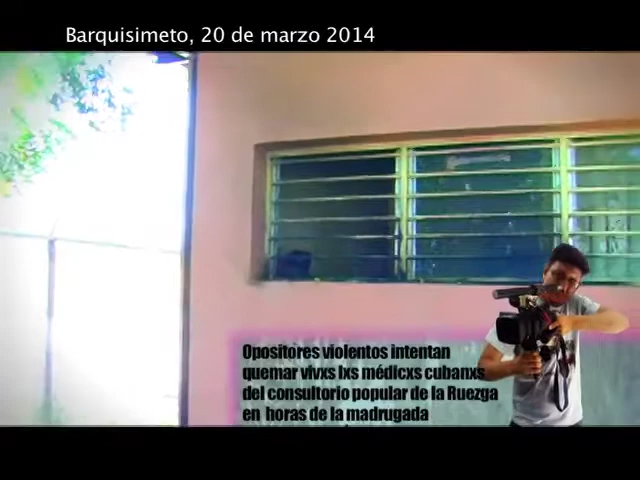 Barquisimeto, 20 de marzo 2014
Opositores violentos intentan
quemar vivxs lxs médicxs cubanxs
del consultorio popular de la Ruezga
en horas de la madrugada